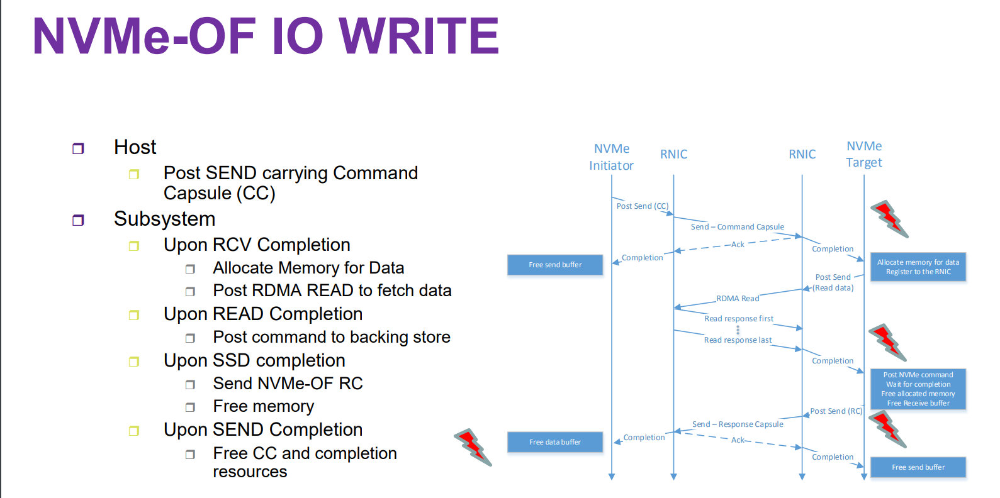 NVMe-OF IO WRITE
Host
Post SEND carrying Command
Capsule (CC)
Subsystem
Upon RCV Completion
Allocate Memory for Data
Post RDMA READ to fetch data
Upon READ Completion
Post command to backing store
Upon SSD completion
Send NVMe-OF RC
Free memory
Upon SEND Completion
Free CC and completion
resources
NVMe
Initiator
RNIC
RNIC
NVMe
Target
Post Send (CC)
Send – Command Capsule
Ack
Completion
Completion
Free send buffer
Allocate memory for data
Register to the RNIC
Post Send
(Read data)
RDMA Read
Read response first
Read response last
Completion
Post NVMe command
Wait for completion
Free allocated memory
Free Receive buffer
Post Send (RC)
Send – Response Capsule
Completion
Ack
Free data buffer
Completion
Free send buffer